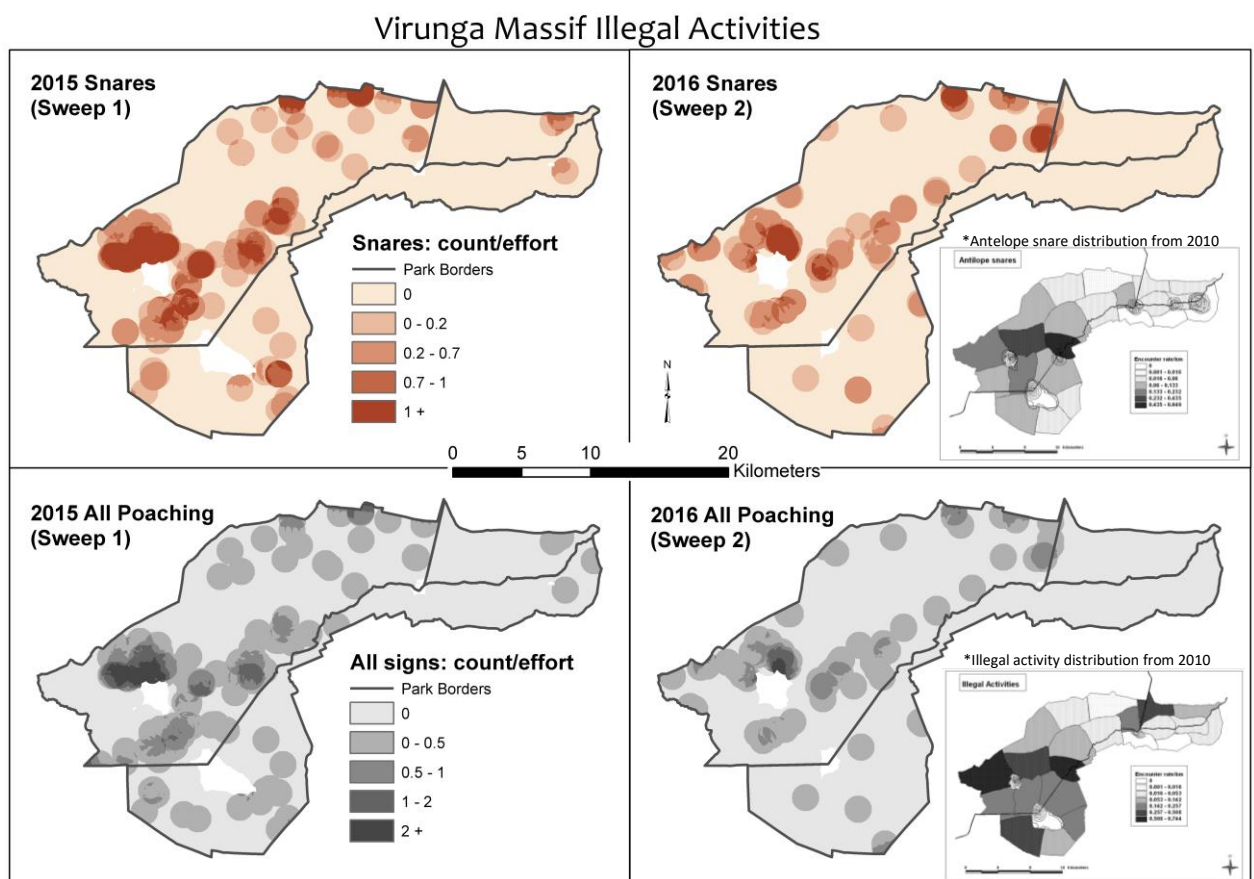 Virunga Massif Illegal Activities
2015 Snares
(Sweep 1)
Snares: count/effort
Park Borders
0
0 - 0.2
0.2 - 0.7
0.7 - 1
1 +
2016 Snares
(Sweep 2)
*Antelope snare distribution from 2010
Antilope snares
Encounter rate/km
0
N
0 5 10 20
Kilometers
2015 All Poaching
(Sweep 1)
All signs: count/effort
Park Borders
0
0 - 0.5
0.5 - 1
1 - 2
2 +
2016 All Poaching
(Sweep 2)
*Illegal activity distribution from 2010
Illegal Activities
Encounter rate/km
0